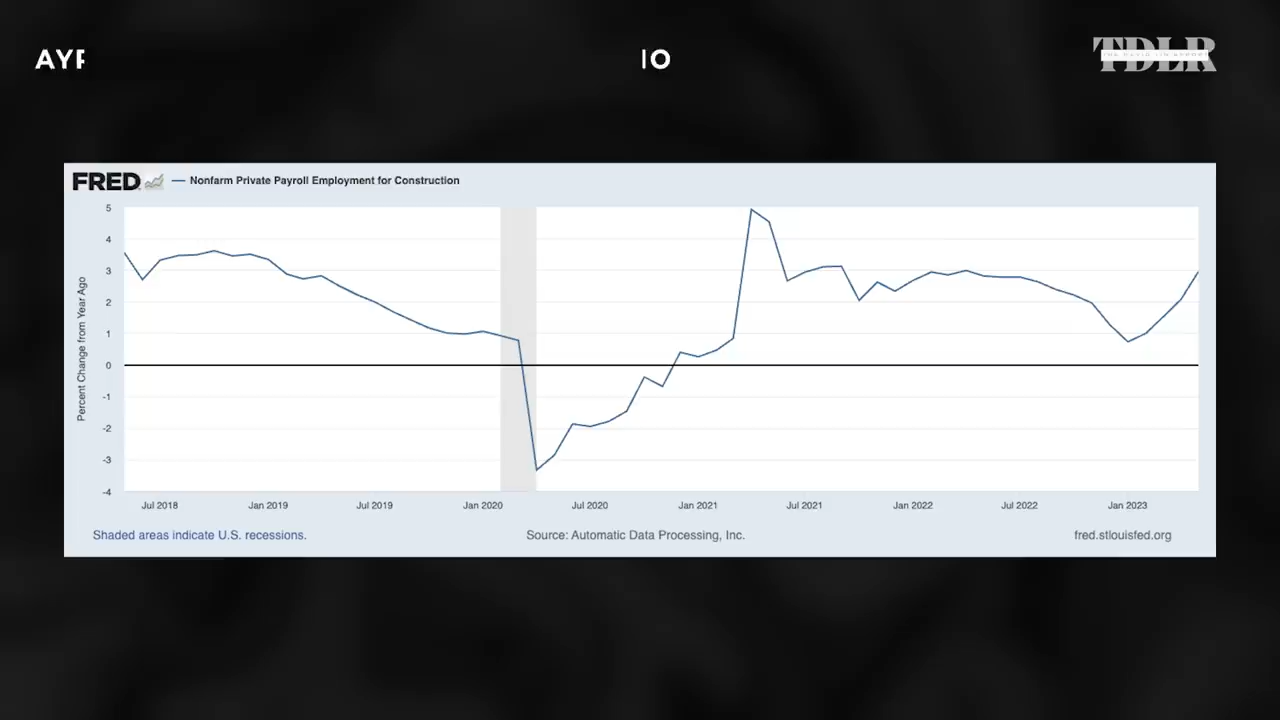 AYF
IO
TDLR
FRED
Nonfarm Private Payroll Employment for Construction
Percent Change from Year Ago
5
4
3
2
1
0
-1
-2
-3
-4
Jul 2018 Jan 2019 Jul 2019 Jan 2020 Jul 2020 Jan 2021 Jul 2021 Jan 2022 Jul 2022 Jan 2023
Shaded areas indicate U.S. recessions. Source: Automatic Data Processing, Inc. fred.stlouisfed.org